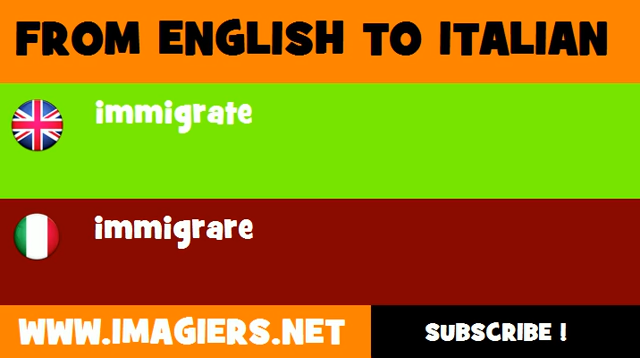 FROM ENGLISH TO ITALIAN
immigrate
immigrare
WWW.IMAGIERS.NET
SUBSCRIBE !